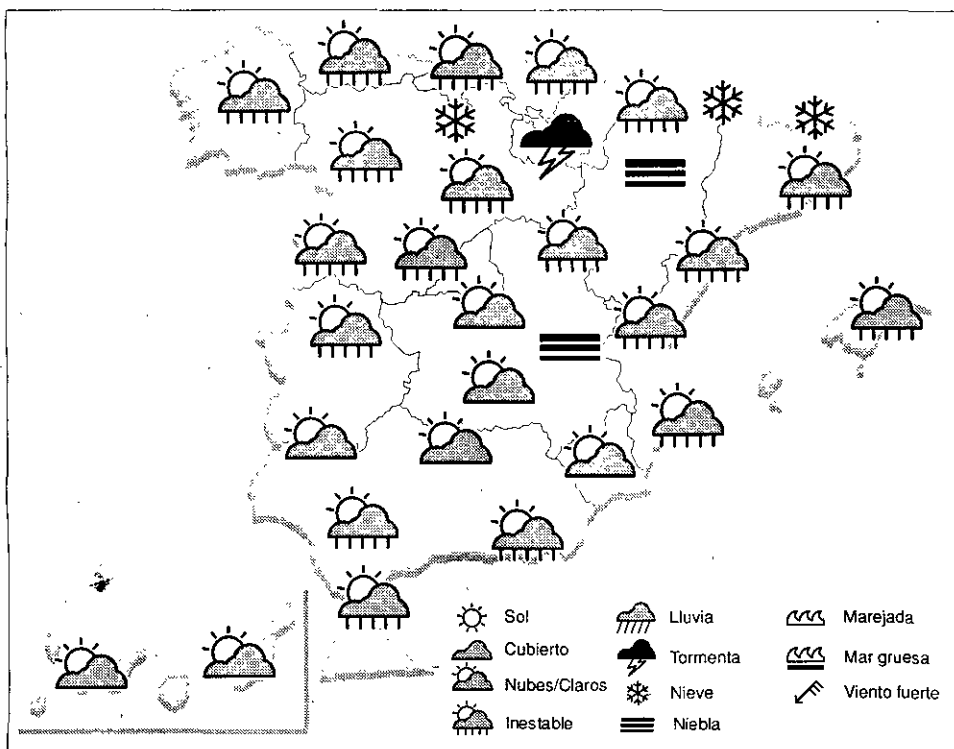 Sol
Cubierto
Nubes/Claros
Inestable
Lluvia
Tormenta
Nieve
Niebla
Marejada
Mar gruesa
Viento fuerte